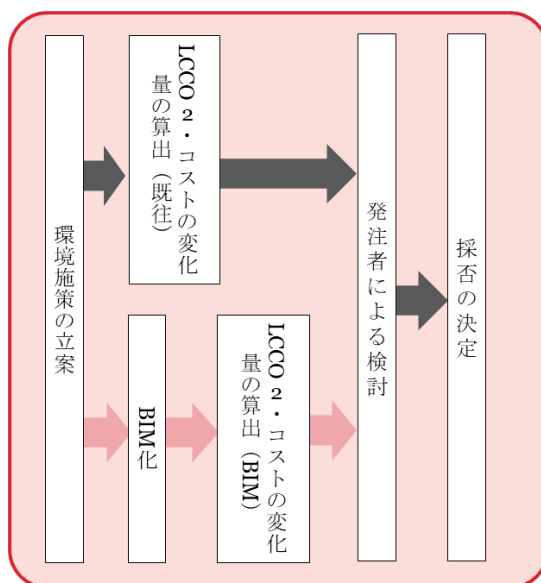 環境施策の立案
LCCO2・コストの変化
量の算出（既往）
BIM化
LCCO2・コストの変化
量の算出（BIM）
発注者による検討
採否の決定